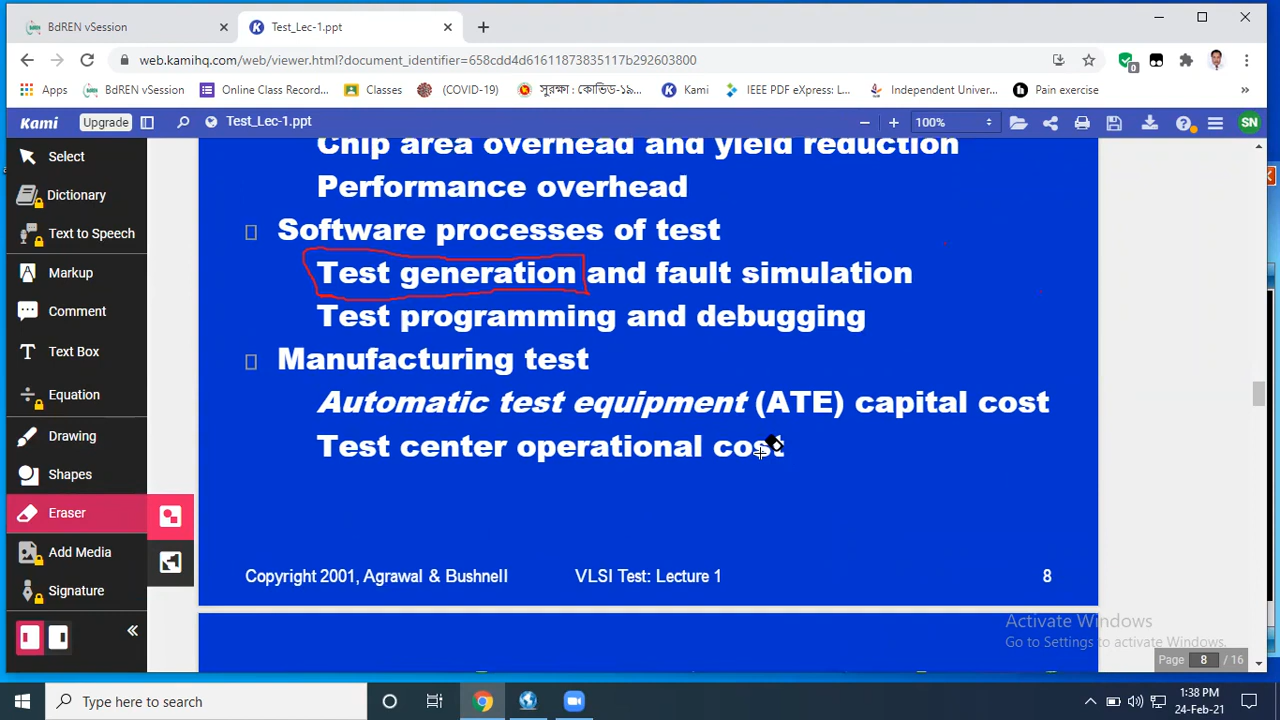 BdREN vSession
Test_Lec-1.ppt
web.kamihq.com/web/viewer.html?document_identifier=658cdd4d61611873835117b292603800
Apps
BdREN vSession
Online Class Record...
Classes
(COVID-19)
সুরক্ষা : কোভিড-১৯...
Kami
IEEE PDF eXpress: L...
Independent Univer...
Pain exercise
Kami
Upgrade
Test_Lec-1.ppt
100%
SN
Select
Dictionary
Text to Speech
Markup
Comment
Text Box
Equation
Drawing
Shapes
Eraser
Add Media
Signature
Chip area overhead and yield reduction
Performance overhead
Software processes of test
Test generation and fault simulation
Test programming and debugging
Manufacturing test
Automatic test equipment (ATE) capital cost
Test center operational cost
Copyright 2001, Agrawal & Bushnell
VLSI Test: Lecture 1
8
Activate Windows
Go to Settings to activate Windows.
Page 8 / 16
Type here to search
1:38 PM
24-Feb-21